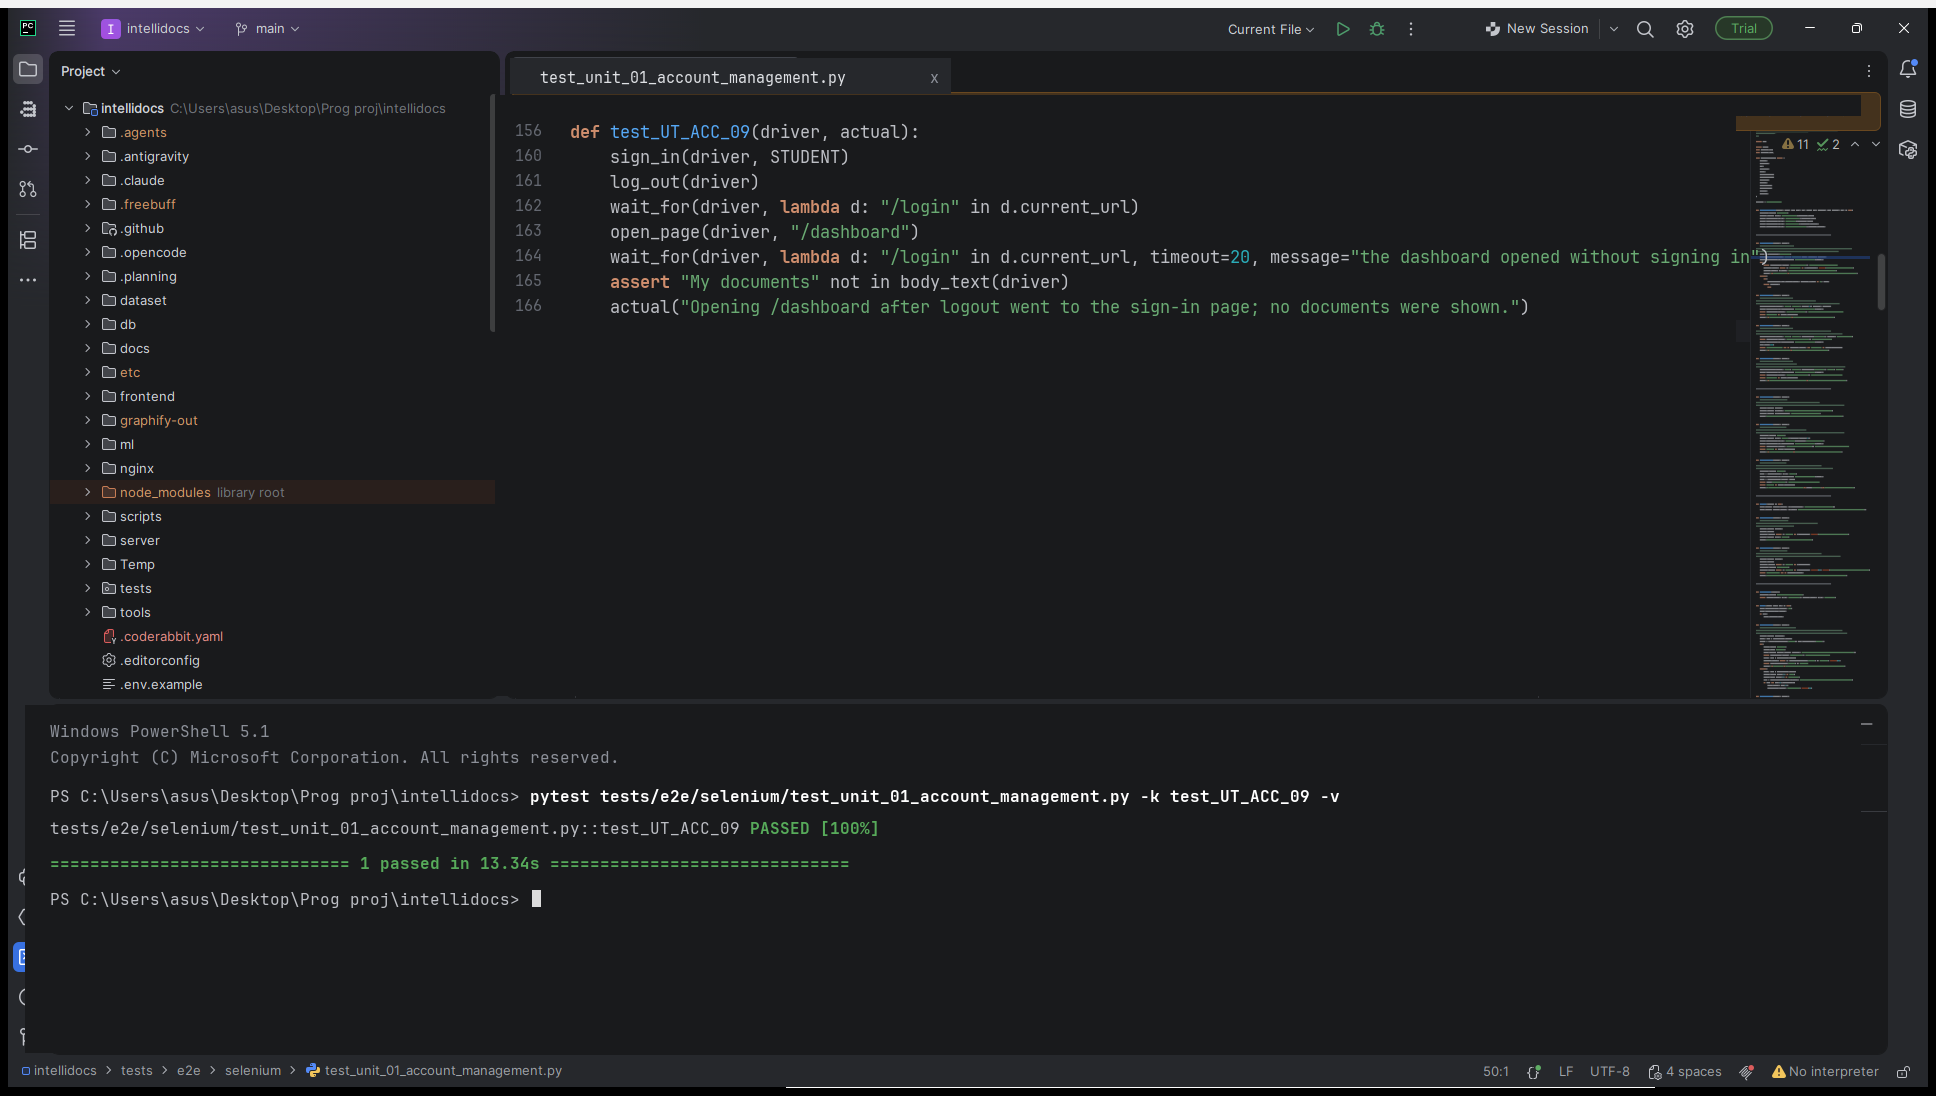 PC
I intellidocs main Current File New Session Trial
Project
intellidocs C:\Users\asus\Desktop\Prog proj\intellidocs
.agents
.antigravity
.claude
.freebuff
.github
.opencode
.planning
dataset
db
docs
etc
frontend
graphify-out
ml
nginx
node_modules library root
scripts
server
Temp
tests
tools
.coderabbit.yaml
.editorconfig
.env.example
test_unit_01_account_management.py x
11 2
156 def test_UT_ACC_09(driver, actual):
160 sign_in(driver, STUDENT)
161 log_out(driver)
162 wait_for(driver, lambda d: "/login" in d.current_url)
163 open_page(driver, "/dashboard")
164 wait_for(driver, lambda d: "/login" in d.current_url, timeout=20, message="the dashboard opened without signing in")
165 assert "My documents" not in body_text(driver)
166 actual("Opening /dashboard after logout went to the sign-in page; no documents were shown.")
Windows PowerShell 5.1
Copyright (C) Microsoft Corporation. All rights reserved.
PS C:\Users\asus\Desktop\Prog proj\intellidocs> pytest tests/e2e/selenium/test_unit_01_account_management.py -k test_UT_ACC_09 -v
tests/e2e/selenium/test_unit_01_account_management.py::test_UT_ACC_09 PASSED [100%]
============================== 1 passed in 13.34s ==============================
PS C:\Users\asus\Desktop\Prog proj\intellidocs>
intellidocs > tests > e2e > selenium > test_unit_01_account_management.py 50:1 LF UTF-8 4 spaces No interpreter